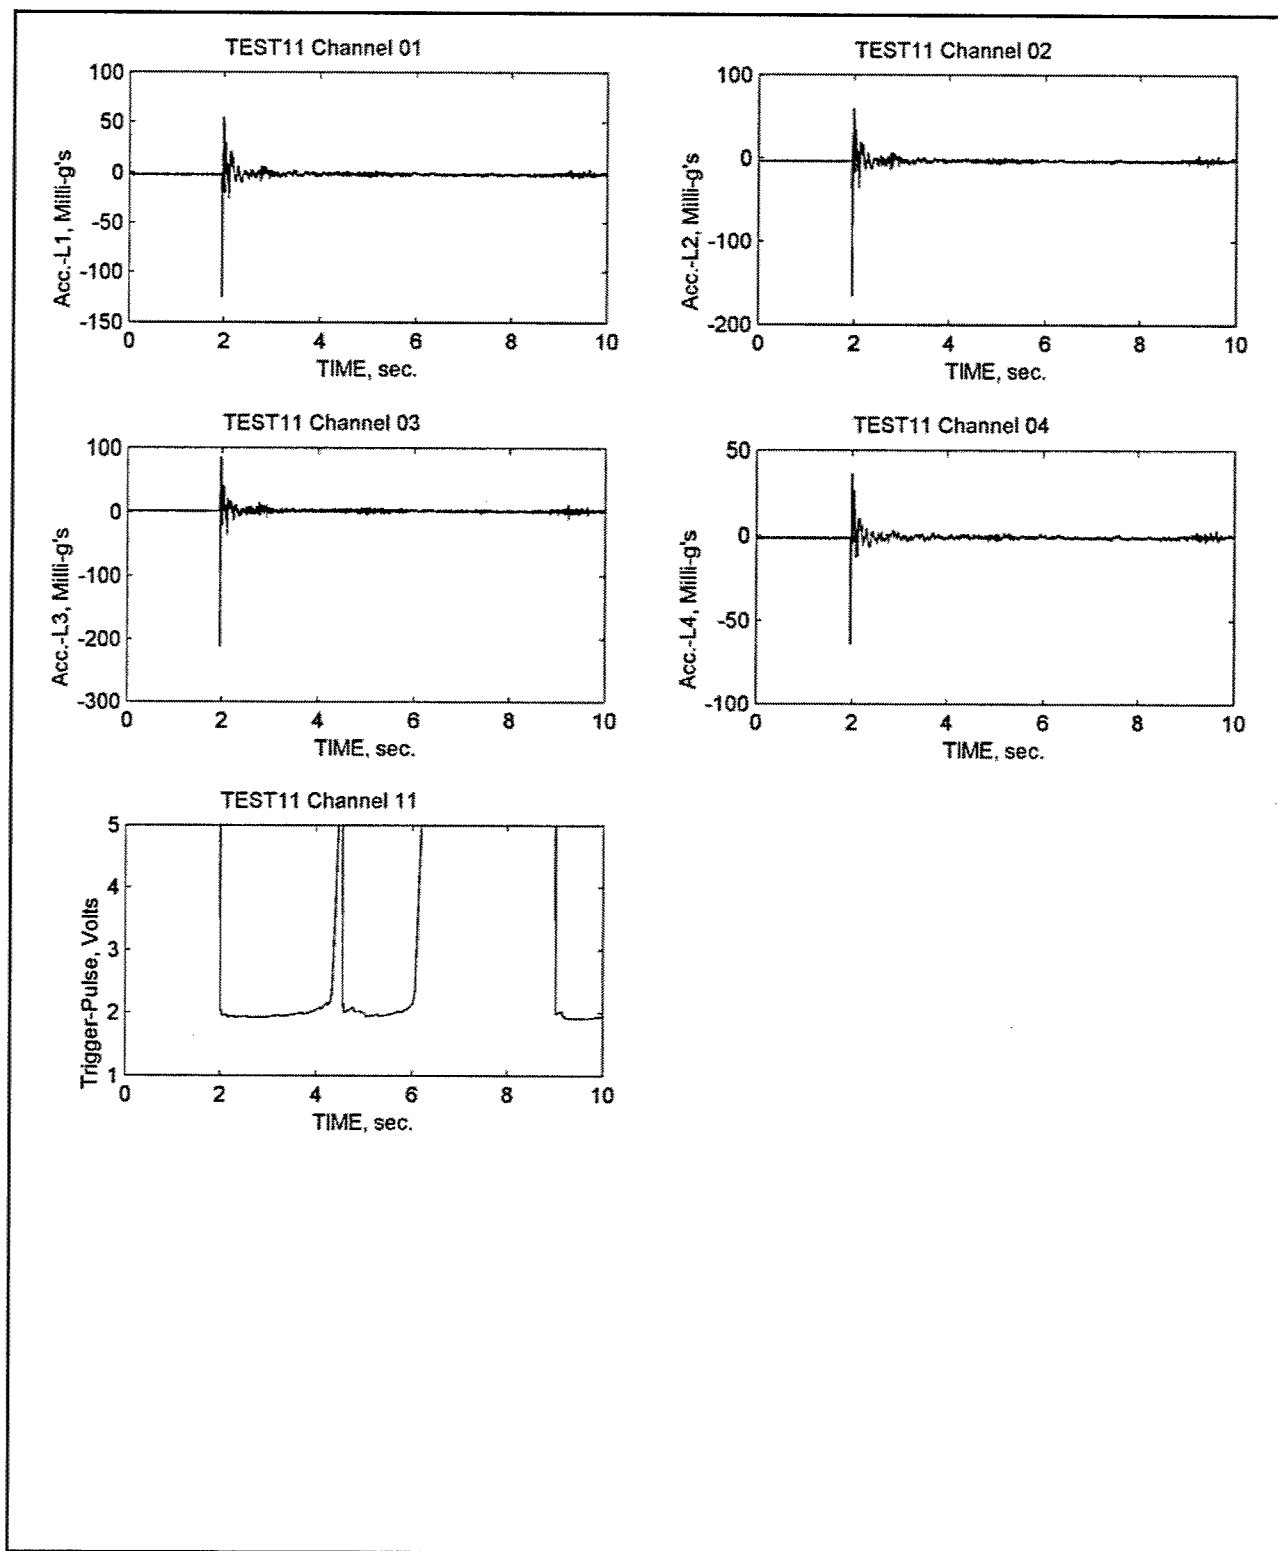 TEST11 Channel 01
100
50
0
-50
-100
-150
Acc.-L1, Milli-g's
0 2 4 6 8 10
TIME, sec.
TEST11 Channel 02
100
0
-100
-200
Acc.-L2, Milli-g's
0 2 4 6 8 10
TIME, sec.
TEST11 Channel 03
100
0
-100
-200
-300
Acc.-L3, Milli-g's
0 2 4 6 8 10
TIME, sec.
TEST11 Channel 04
50
0
-50
-100
Acc.-L4, Milli-g's
0 2 4 6 8 10
TIME, sec.
TEST11 Channel 11
5
4
3
2
1
Trigger-Pulse, Volts
0 2 4 6 8 10
TIME, sec.